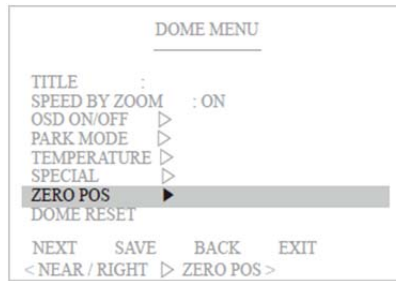 DOME MENU
TITLE :
SPEED BY ZOOM : ON
OSD ON/OFF ▷
PARK MODE ▷
TEMPERATURE ▷
SPECIAL ▷
ZERO POS ▶
DOME RESET
NEXT SAVE BACK EXIT
< NEAR / RIGHT ▷ ZERO POS >